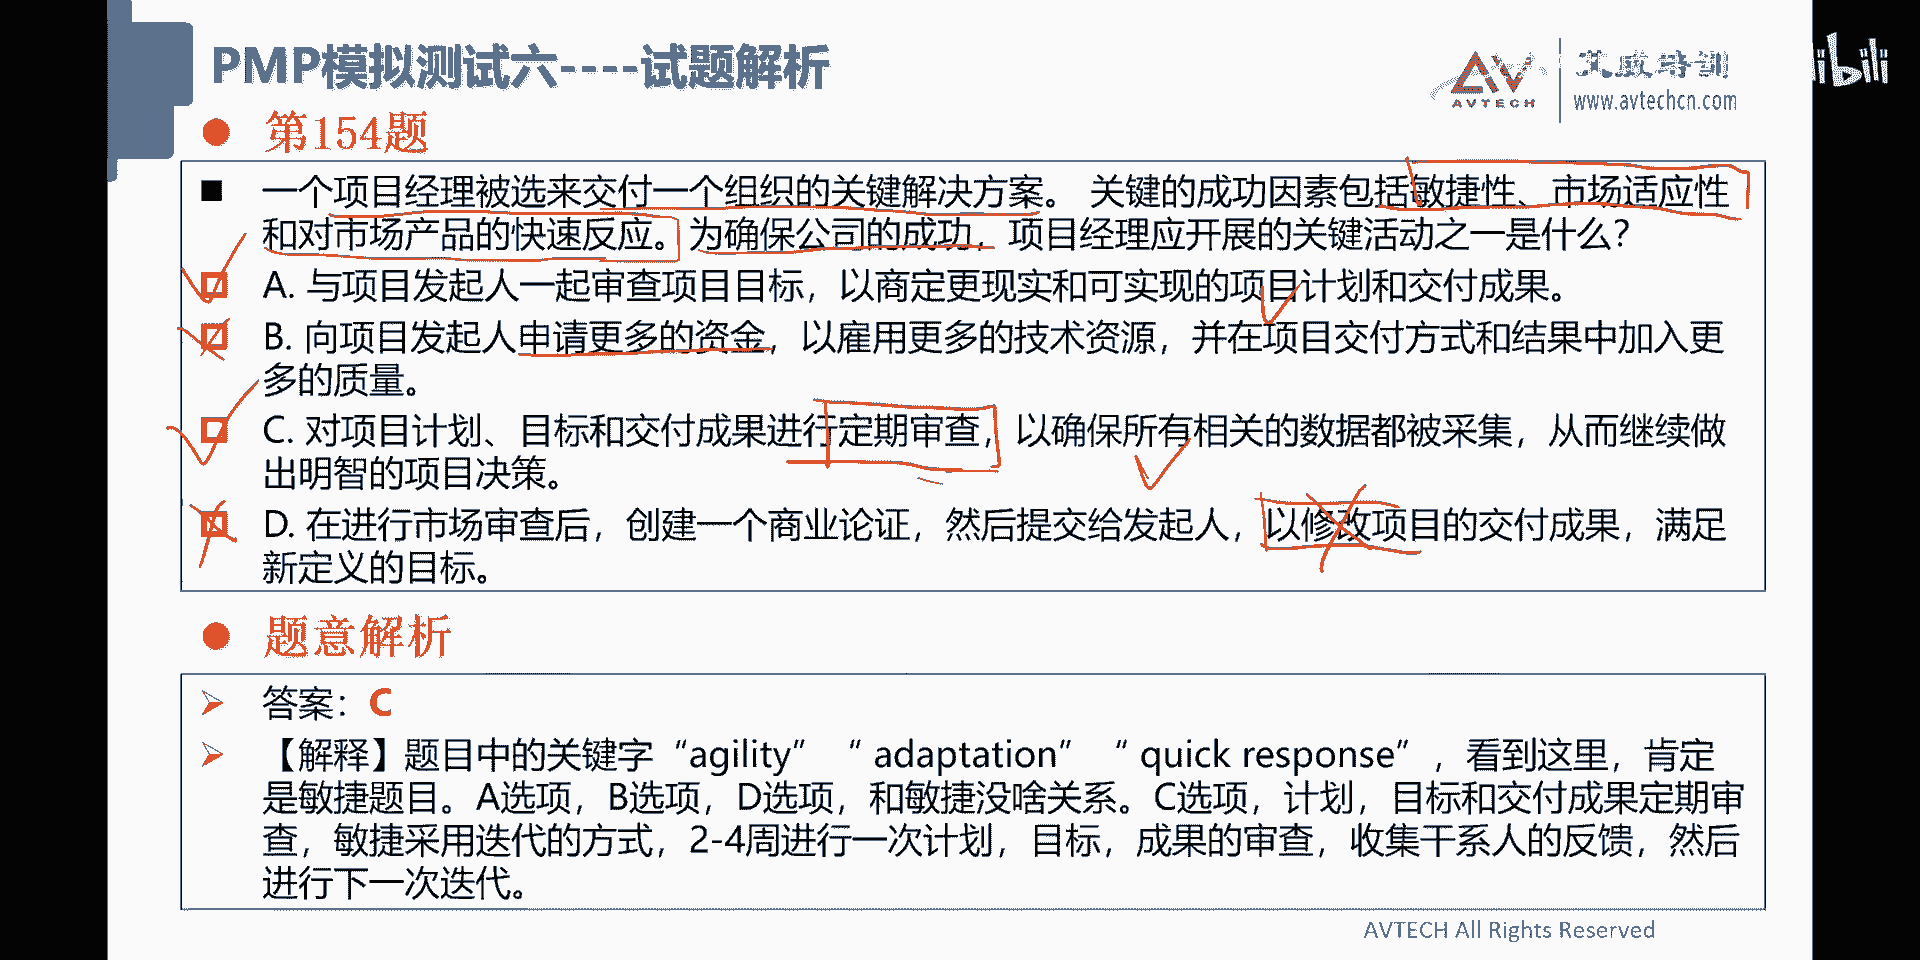 PMP模拟测试六----试题解析
AVTECH
艾威培训
www.avtechcn.com
第154题
一个项目经理被选来交付一个组织的关键解决方案。 关键的成功因素包括敏捷性、市场适应性
和对市场产品的快速反应。 为确保公司的成功，项目经理应开展的关键活动之一是什么？
A. 与项目发起人一起审查项目目标，以商定更现实和可实现的项目计划和交付成果。
B. 向项目发起人申请更多的资金，以雇用更多的技术资源，并在项目交付方式和结果中加入更
多的质量。
C. 对项目计划、目标和交付成果进行定期审查，以确保所有相关的数据都被采集，从而继续做
出明智的项目决策。
D. 在进行市场审查后，创建一个商业论证，然后提交给发起人，以修改项目的交付成果，满足
新定义的目标。
题意解析
答案：C
【解释】题目中的关键字“agility”“ adaptation”“ quick response”，看到这里，肯定
是敏捷题目。A选项，B选项，D选项，和敏捷没啥关系。C选项，计划，目标和交付成果定期审
查，敏捷采用迭代的方式，2-4周进行一次计划，目标，成果的审查，收集干系人的反馈，然后
进行下一次迭代。
AVTECH All Rights Reserved